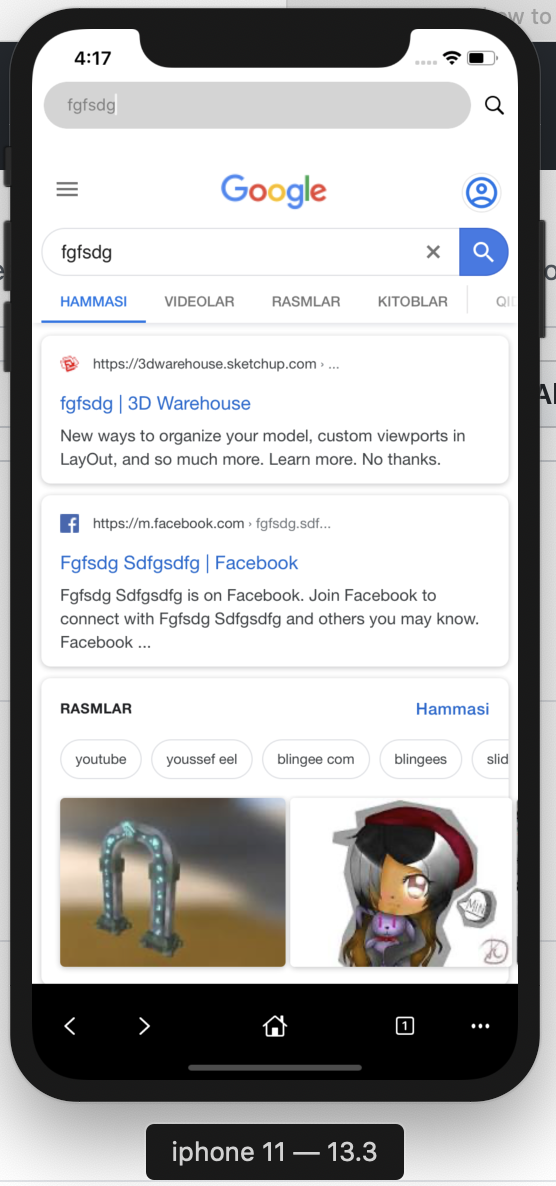 ow to
4:17
fgfsdg
Google
fgfsdg
HAMMASI VIDEOLAR RASMLAR KITOBLAR QI
https://3dwarehouse.sketchup.com › ...
fgfsdg | 3D Warehouse
New ways to organize your model, custom viewports in
LayOut, and so much more. Learn more. No thanks.
https://m.facebook.com › fgfsdg.sdf...
Fgfsdg Sdfgsdfg | Facebook
Fgfsdg Sdfgsdfg is on Facebook. Join Facebook to
connect with Fgfsdg Sdfgsdfg and others you may know.
Facebook ...
RASMLAR Hammasi
youtube youssef eel blingee com blingees slid
MIN
1
iphone 11 — 13.3